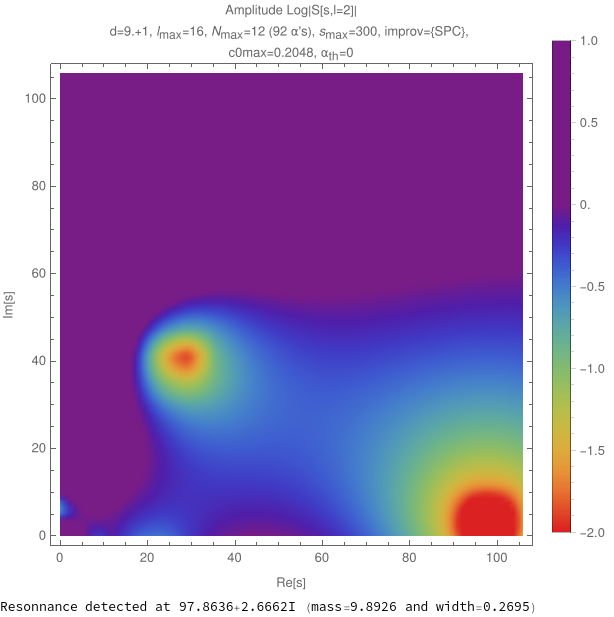 Amplitude Log|S[s,l=2]|
d=9.+1, lmax=16, Nmax=12 (92 α's), smax=300, improv={SPC},
c0max=0.2048, αth=0
100
80
60
40
20
0
Im[s]
0 20 40 60 80 100
Re[s]
1.0
0.5
0.
-0.5
-1.0
-1.5
-2.0
Resonnance detected at 97.8636+2.6662I (mass=9.8926 and width=0.2695)